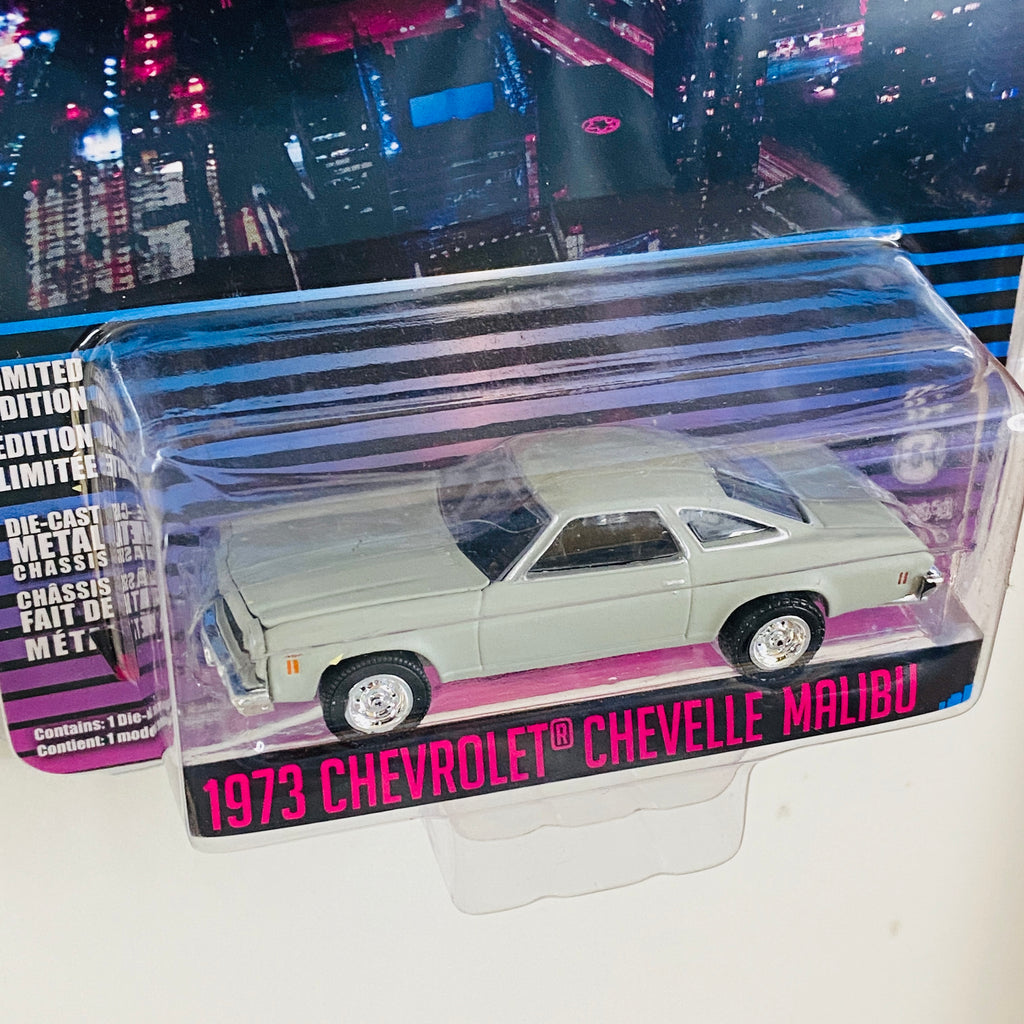 IMITED
DITION
EDITION
LIMITÉE
DIE-CAST
METAL
CHASSIS
CHÂSSIS
FAIT DE
MÉT
Contains: 1 Die-
Contient: 1 mode
1973 CHEVROLET® CHEVELLE MALIBU